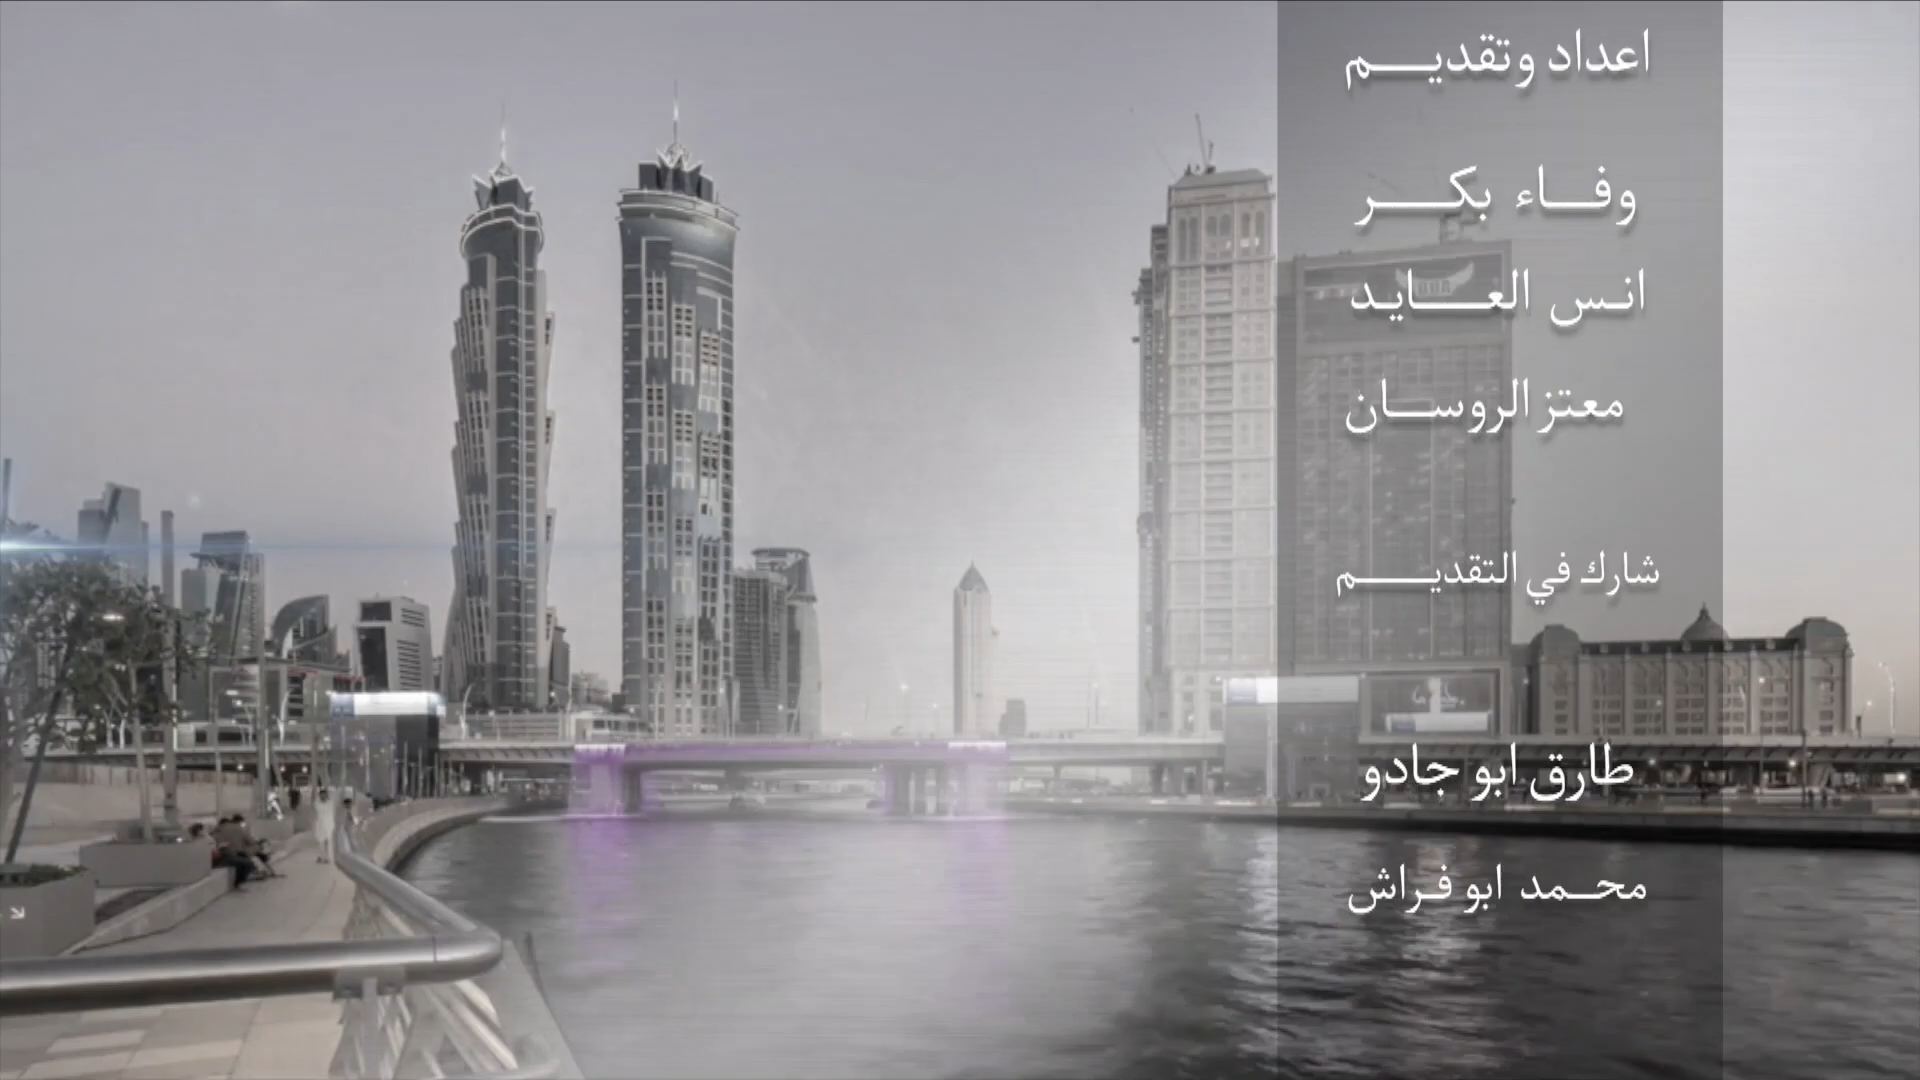 اعداد وتقديم
وفاء بكر
انس العايد
معتز الروسان
شارك في التقديم
طارق ابو جادو
محمد ابو فراش